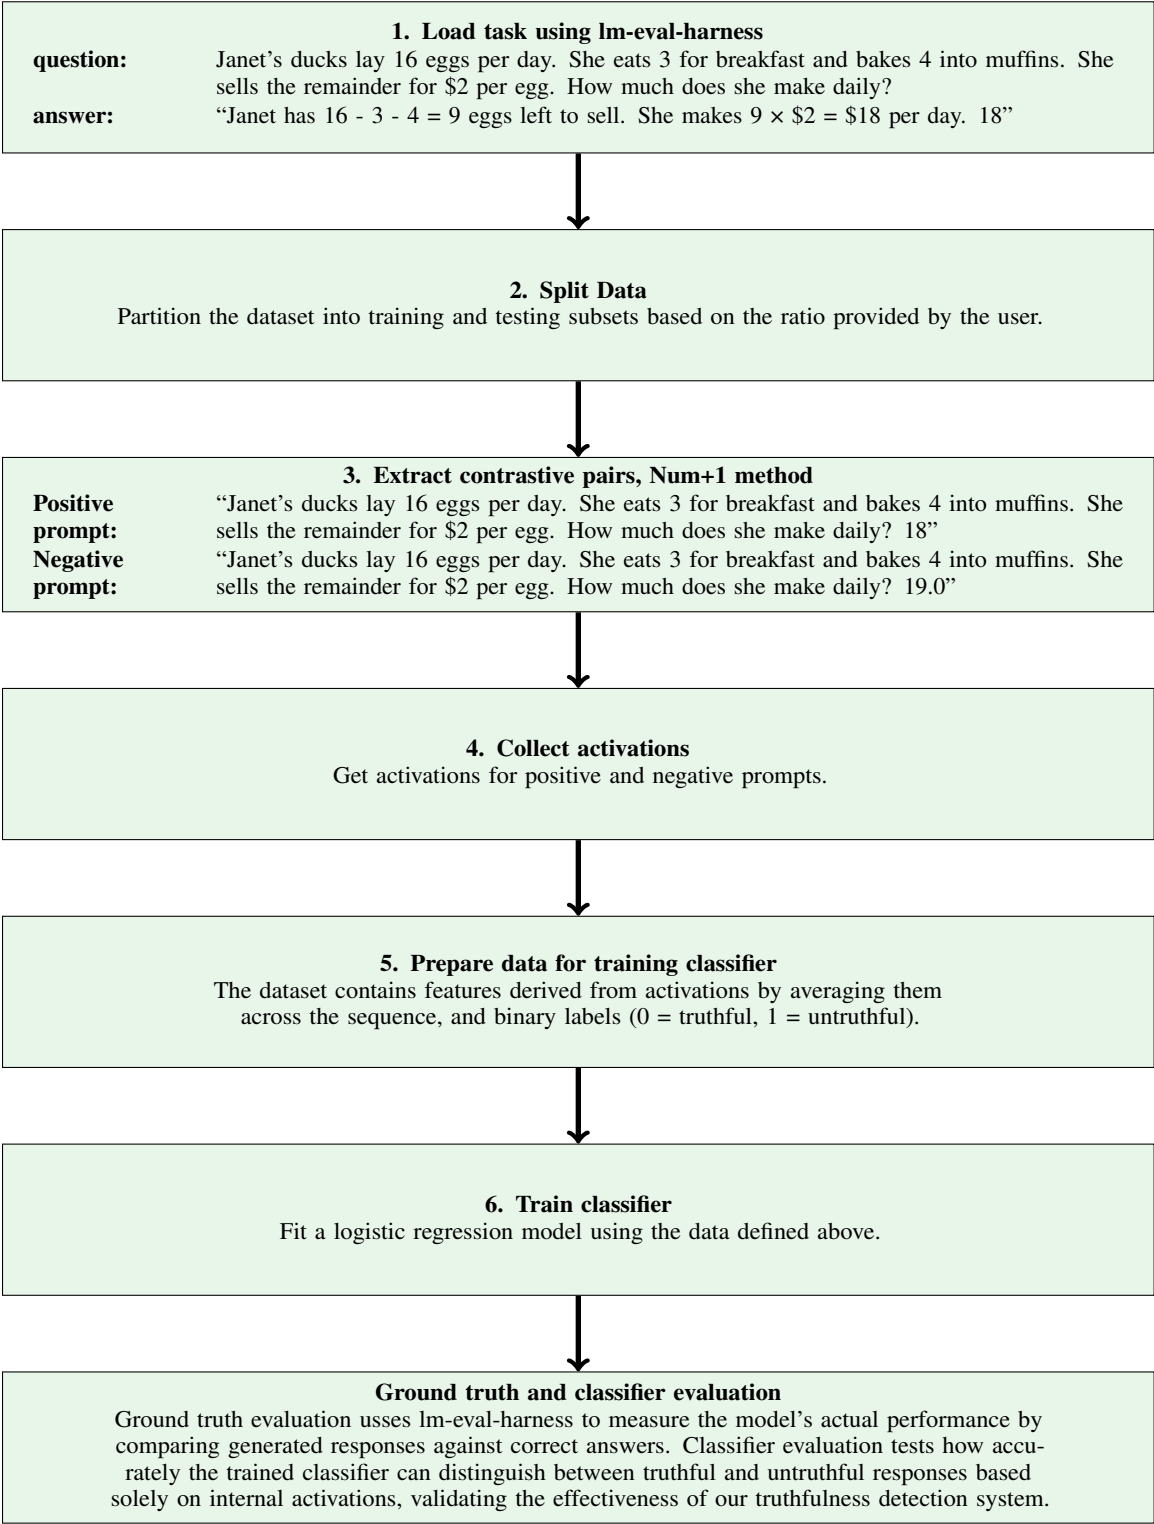 1. Load task using lm-eval-harness
question: Janet's ducks lay 16 eggs per day. She eats 3 for breakfast and bakes 4 into muffins. She
sells the remainder for $2 per egg. How much does she make daily?
answer: “Janet has 16 - 3 - 4 = 9 eggs left to sell. She makes 9 × $2 = $18 per day. 18”
2. Split Data
Partition the dataset into training and testing subsets based on the ratio provided by the user.
3. Extract contrastive pairs, Num+1 method
Positive “Janet's ducks lay 16 eggs per day. She eats 3 for breakfast and bakes 4 into muffins. She
prompt: sells the remainder for $2 per egg. How much does she make daily? 18”
Negative “Janet's ducks lay 16 eggs per day. She eats 3 for breakfast and bakes 4 into muffins. She
prompt: sells the remainder for $2 per egg. How much does she make daily? 19.0”
4. Collect activations
Get activations for positive and negative prompts.
5. Prepare data for training classifier
The dataset contains features derived from activations by averaging them
across the sequence, and binary labels (0 = truthful, 1 = untruthful).
6. Train classifier
Fit a logistic regression model using the data defined above.
Ground truth and classifier evaluation
Ground truth evaluation usses lm-eval-harness to measure the model's actual performance by
comparing generated responses against correct answers. Classifier evaluation tests how accu-
rately the trained classifier can distinguish between truthful and untruthful responses based
solely on internal activations, validating the effectiveness of our truthfulness detection system.